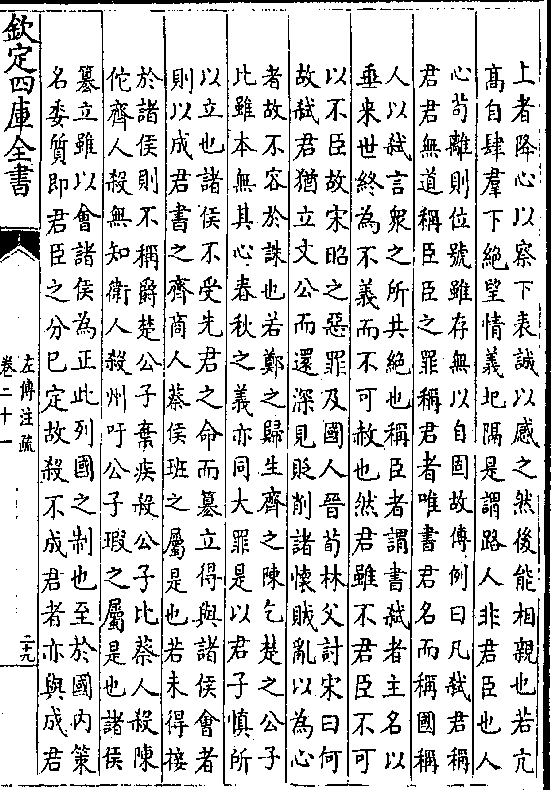 上者降心以察下表誠以感之然後能相親也若亢
髙自肆羣下絶望情義圮隔是謂路人非君臣也人
心苟離則位號雖存無以自固故傳例曰凡弑君稱
君君無道稱臣臣之罪稱君者唯書君名而稱國稱
人以弑言衆之所共絶也稱臣者謂書弑者主名以
垂来世終為不義而不可赦也然君雖不君臣不可
以不臣故宋昭之惡罪及國人晉荀林父討宋曰何
故弑君猶立文公而還深見貶削諸懐賊亂以為心
者故不容於誅也若鄭之歸生齊之陳乞楚之公子
比雖本無其心春秋之義亦同大罪是以君子慎所
以立也諸侯不受先君之命而簒立得與諸侯會者
則以成君書之齊商人蔡侯班之屬是也若未得接
於諸侯則不稱爵楚公子棄疾殺公子比蔡人殺陳
佗齊人殺無知衛人殺州吁公子瑕之屬是也諸侯
簒立雖以會諸侯為正此列國之制也至於國内策
名委質即君臣之分已定故殺不成君者亦與成君
欽定四庫全書
左傳注疏
卷二十一
二九